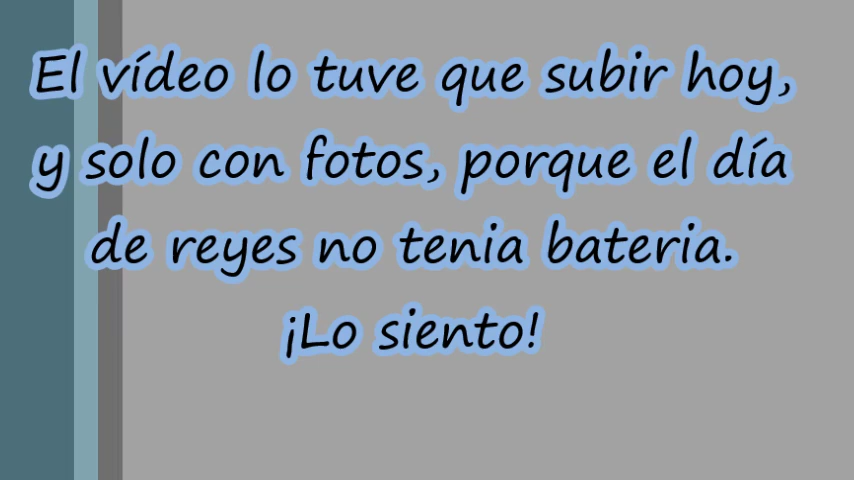 El vídeo lo tuve que subir hoy,
y solo con fotos, porque el día
de reyes no tenia bateria.
¡Lo siento!